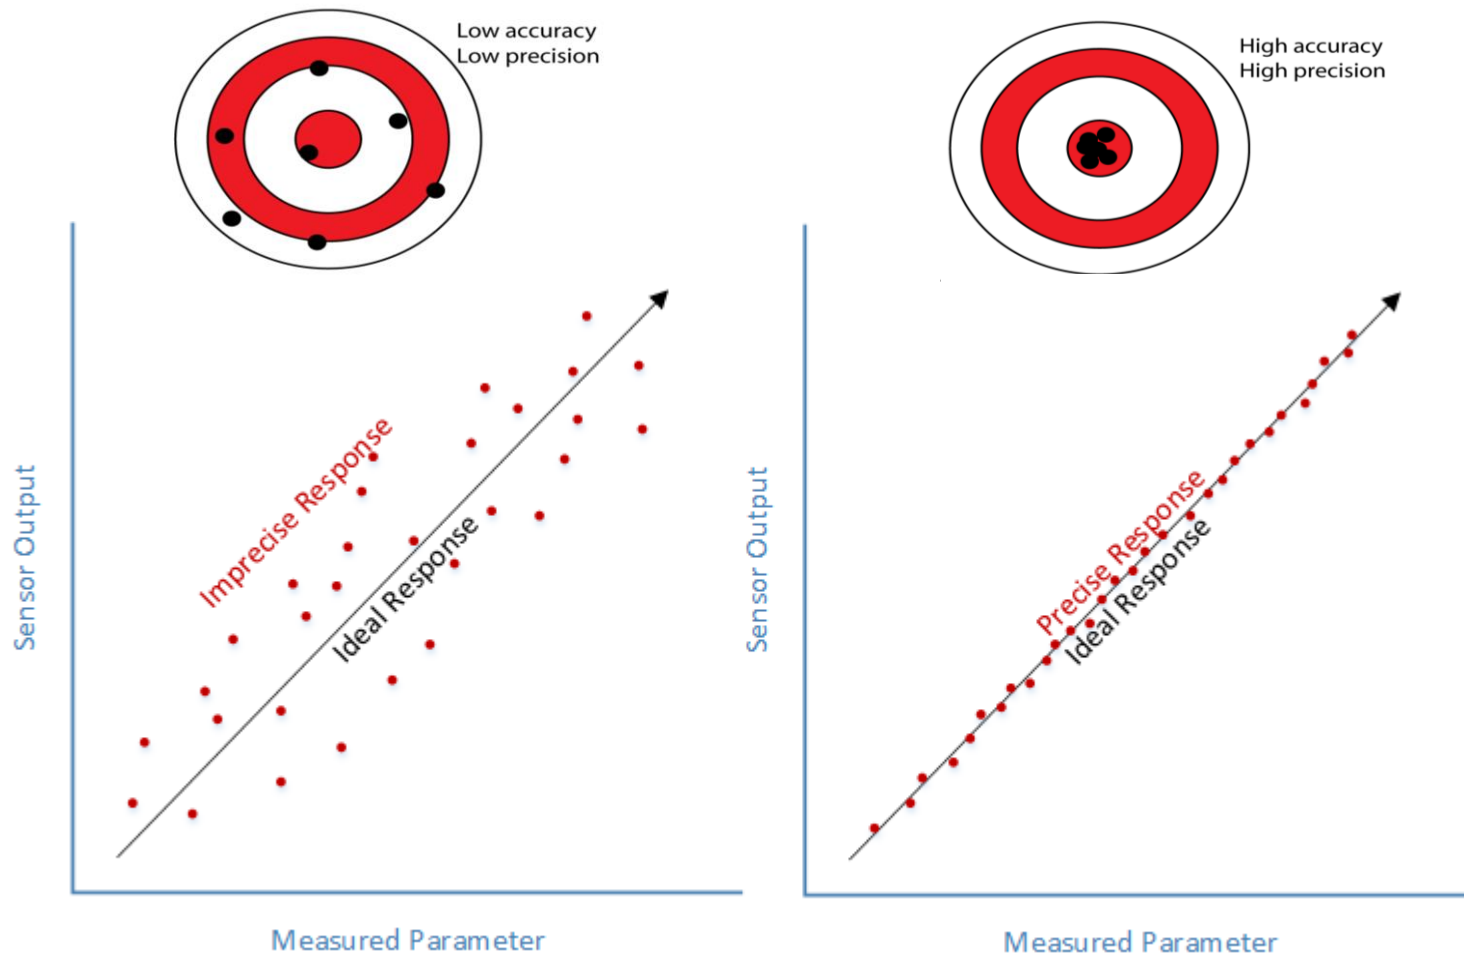 Low accuracy
Low precision
High accuracy
High precision
Sensor Output
Imprecise Response
Ideal Response
Measured Parameter
Sensor Output
Precise Response
Ideal Response
Measured Parameter